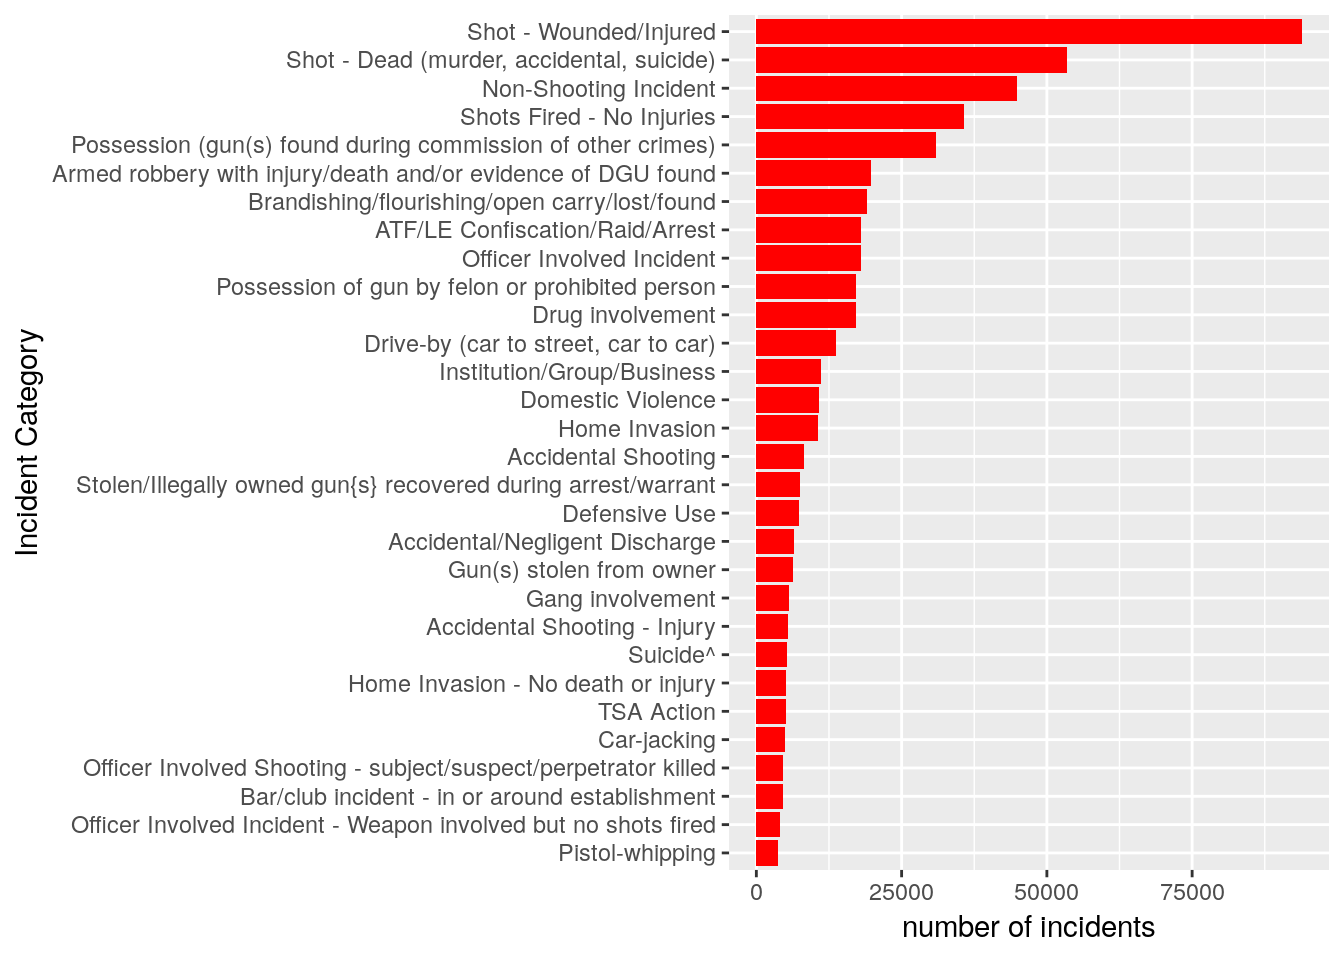 Shot - Wounded/Injured
Shot - Dead (murder, accidental, suicide)
Non-Shooting Incident
Shots Fired - No Injuries
Possession (gun(s) found during commission of other crimes)
Armed robbery with injury/death and/or evidence of DGU found
Brandishing/flourishing/open carry/lost/found
ATF/LE Confiscation/Raid/Arrest
Officer Involved Incident
Possession of gun by felon or prohibited person
Drug involvement
Drive-by (car to street, car to car)
Institution/Group/Business
Domestic Violence
Home Invasion
Accidental Shooting
Stolen/Illegally owned gun{s} recovered during arrest/warrant
Defensive Use
Accidental/Negligent Discharge
Gun(s) stolen from owner
Gang involvement
Accidental Shooting - Injury
Suicide^
Home Invasion - No death or injury
TSA Action
Car-jacking
Officer Involved Shooting - subject/suspect/perpetrator killed
Bar/club incident - in or around establishment
Officer Involved Incident - Weapon involved but no shots fired
Pistol-whipping
Incident Category
0 25000 50000 75000
number of incidents